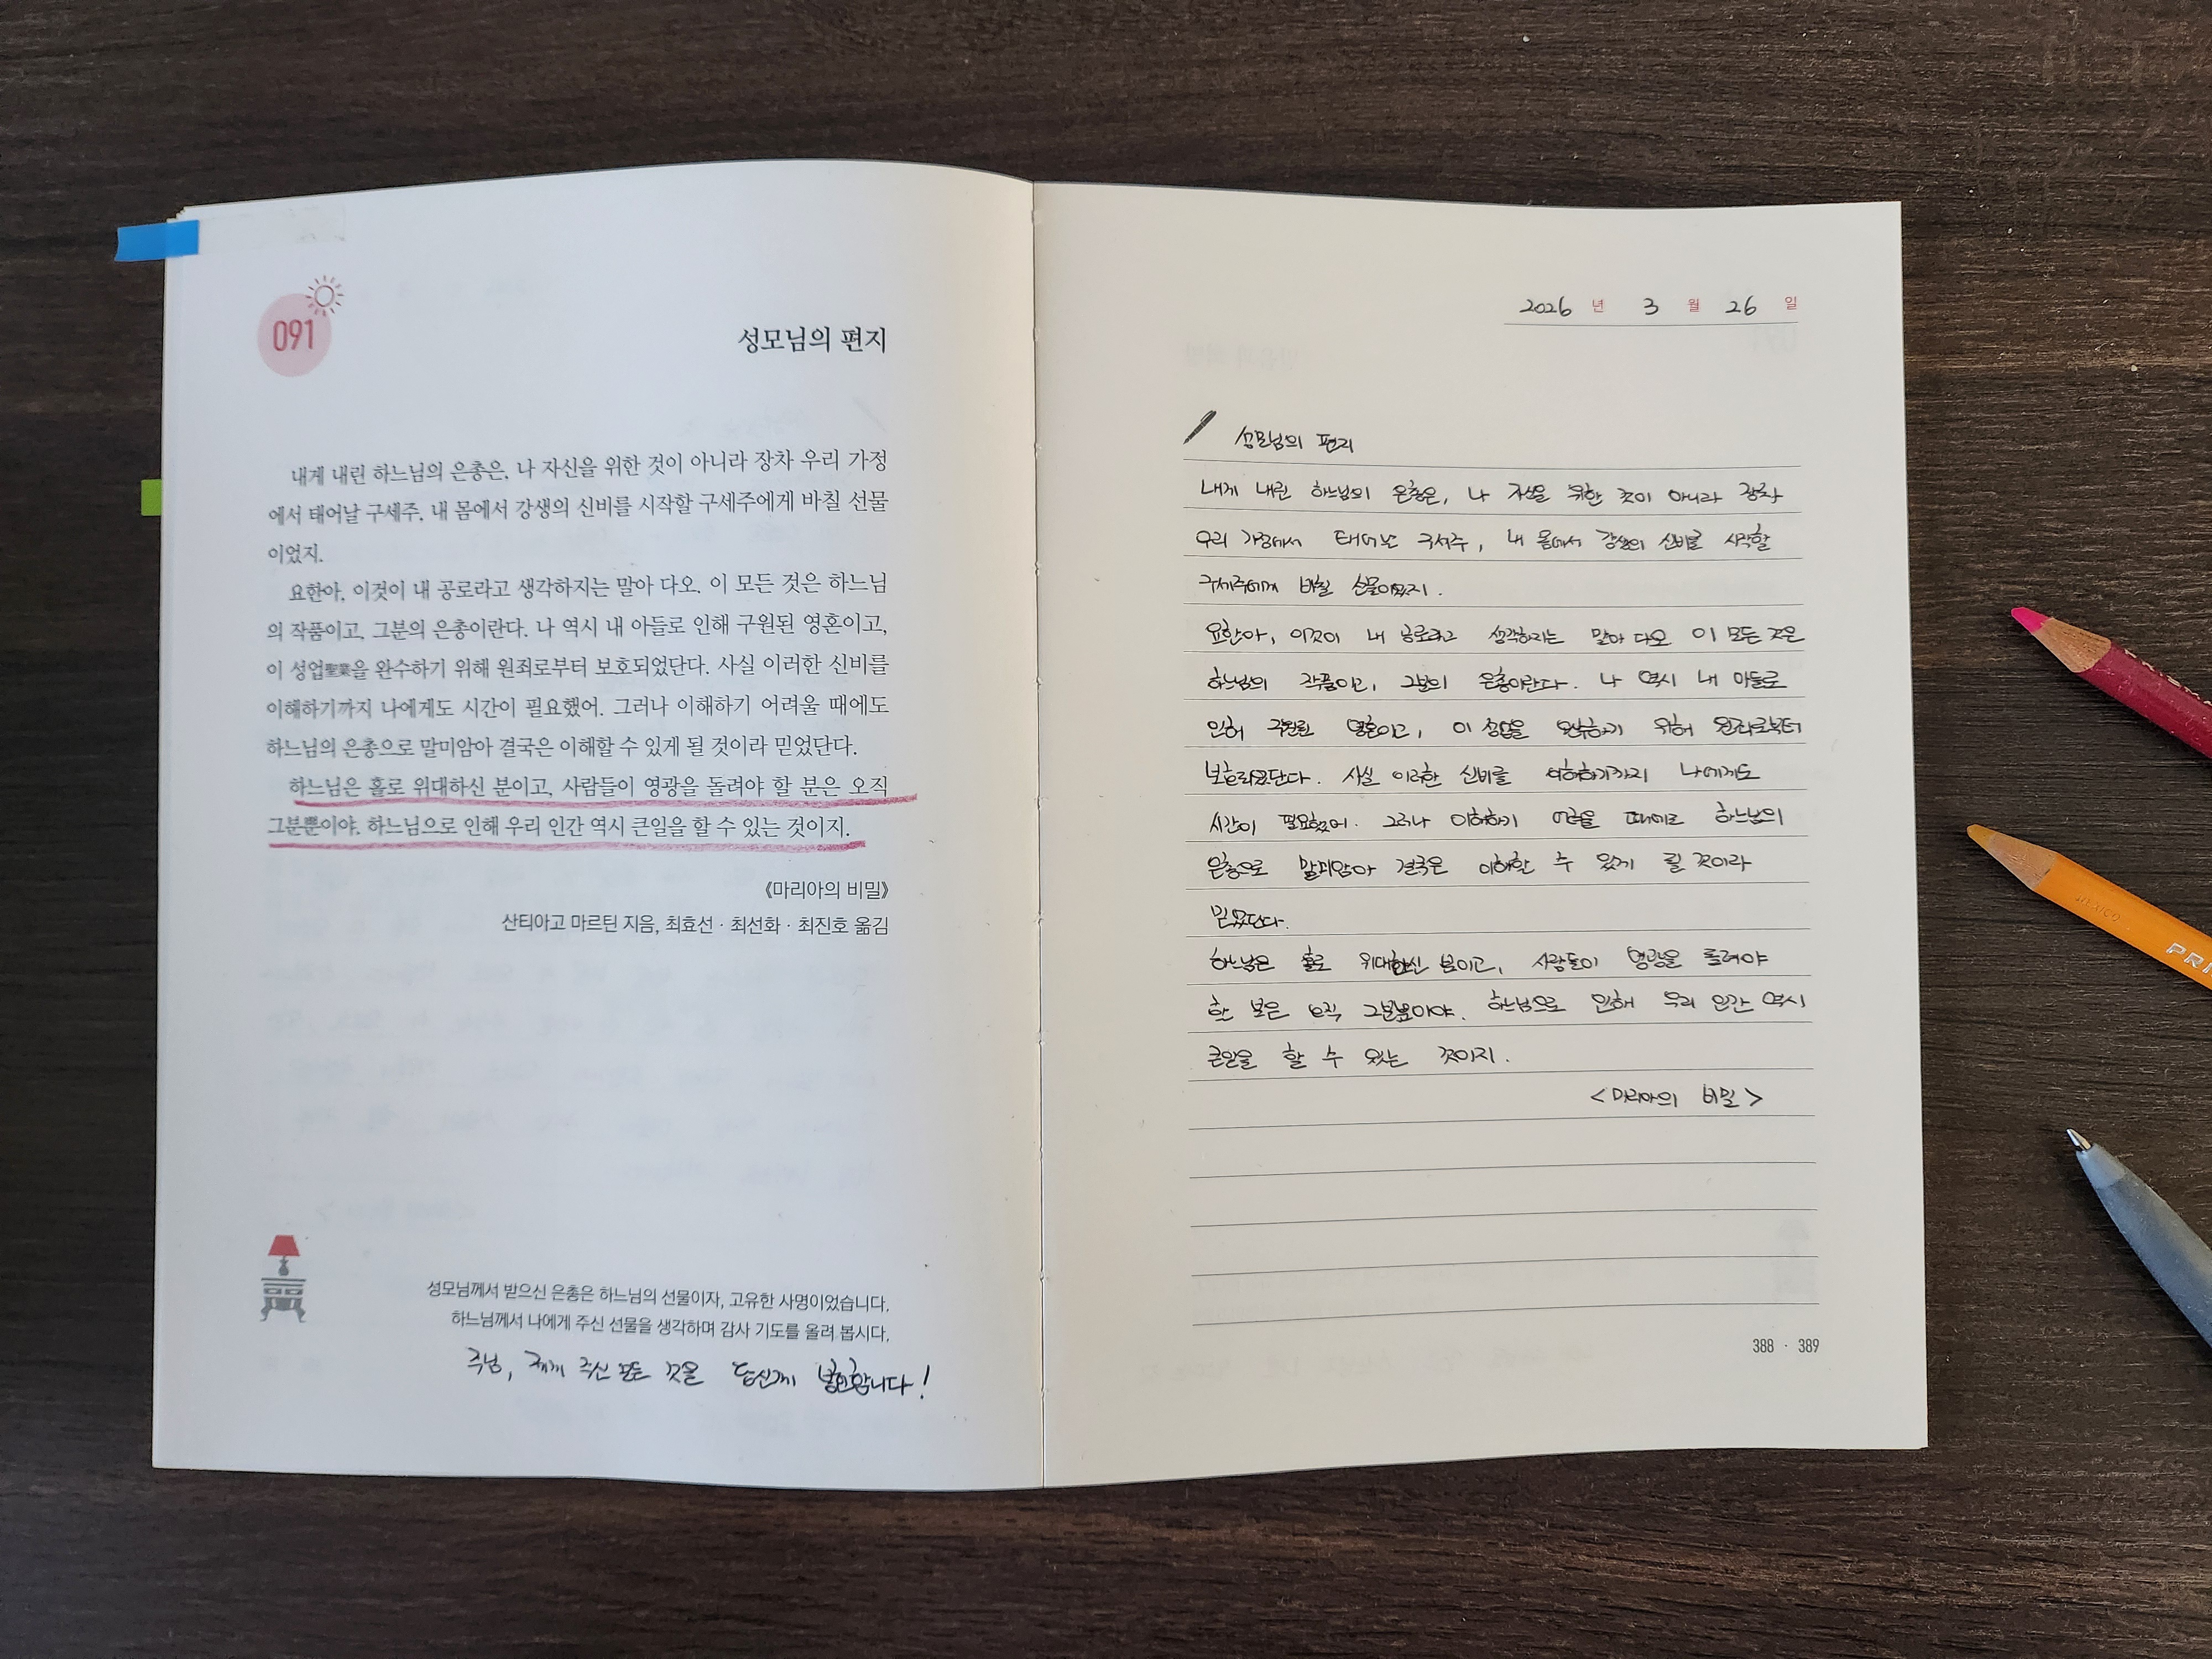 091
성모님의 편지
내게 내린 하느님의 은총은, 나 자신을 위한 것이 아니라 장차 우리 가정
에서 태어날 구세주, 내 몸에서 강생의 신비를 시작할 구세주에게 바칠 선물
이었지.
요한아, 이것이 내 공로라고 생각하지는 말아 다오. 이 모든 것은 하느님
의 작품이고, 그분의 은총이란다. 나 역시 내 아들로 인해 구원된 영혼이고,
이 성업聖業을 완수하기 위해 원죄로부터 보호되었단다. 사실 이러한 신비를
이해하기까지 나에게도 시간이 필요했어. 그러나 이해하기 어려울 때에도
하느님의 은총으로 말미암아 결국은 이해할 수 있게 될 것이라 믿었단다.
하느님은 홀로 위대하신 분이고, 사람들이 영광을 돌려야 할 분은 오직
그분뿐이야. 하느님으로 인해 우리 인간 역시 큰일을 할 수 있는 것이지.
《마리아의 비밀》
산티아고 마르틴 지음, 최효선 · 최선화 · 최진호 옮김
성모님께서 받으신 은총은 하느님의 선물이자, 고유한 사명이었습니다.
하느님께서 나에게 주신 선물을 생각하며 감사 기도를 올려 봅시다.
주님, 제게 주신 모든 것을 당신께 봉헌합니다!
2026 년 3 월 26 일
성모님의 편지
내게 내린 하느님의 은총은, 나 자신을 위한 것이 아니라 장차
우리 가정에서 태어난 구세주, 내 몸에서 강생의 신비를 시작할
구세주에게 바칠 선물이었지.
요한아, 이것이 내 공로라고 생각하지는 말아 다오 이 모든 것은
하느님의 작품이고, 그분의 은총이란다. 나 역시 내 아들로
인해 구원된 영혼이고, 이 성업을 완수하기 위해 원죄로부터
보호되었단다. 사실 이러한 신비를 이해하기까지 나에게도
시간이 필요했어. 그러나 이해하기 어려울 때에도 하느님의
은총으로 말미암아 결국은 이해할 수 있게 될 것이라
믿었단다.
하느님은 홀로 위대하신 분이고, 사람들이 영광을 돌려야
할 분은 오직 그분뿐이야. 하느님으로 인해 우리 인간 역시
큰일을 할 수 있는 것이지.
<마리아의 비밀>
388 · 389
MEXICO